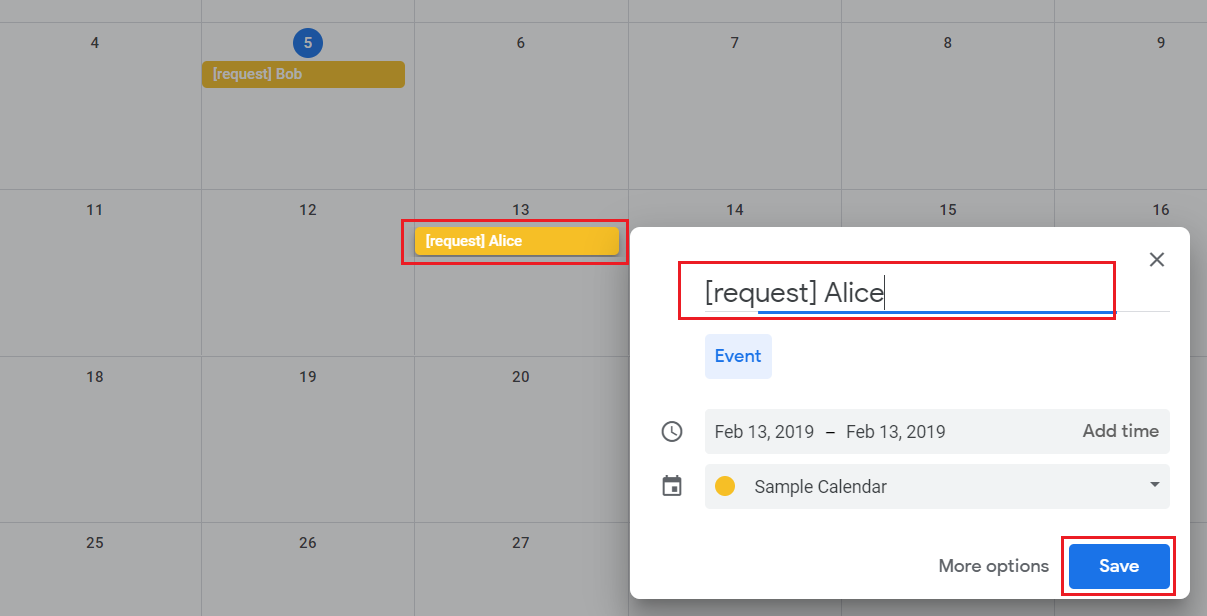 4 5 6 7 8 9
[request] Bob
11 12 13 14 15 16
[request] Alice
[request] Alice
Event
18 19 20
Feb 13, 2019 – Feb 13, 2019 Add time
Sample Calendar
25 26 27
More options Save